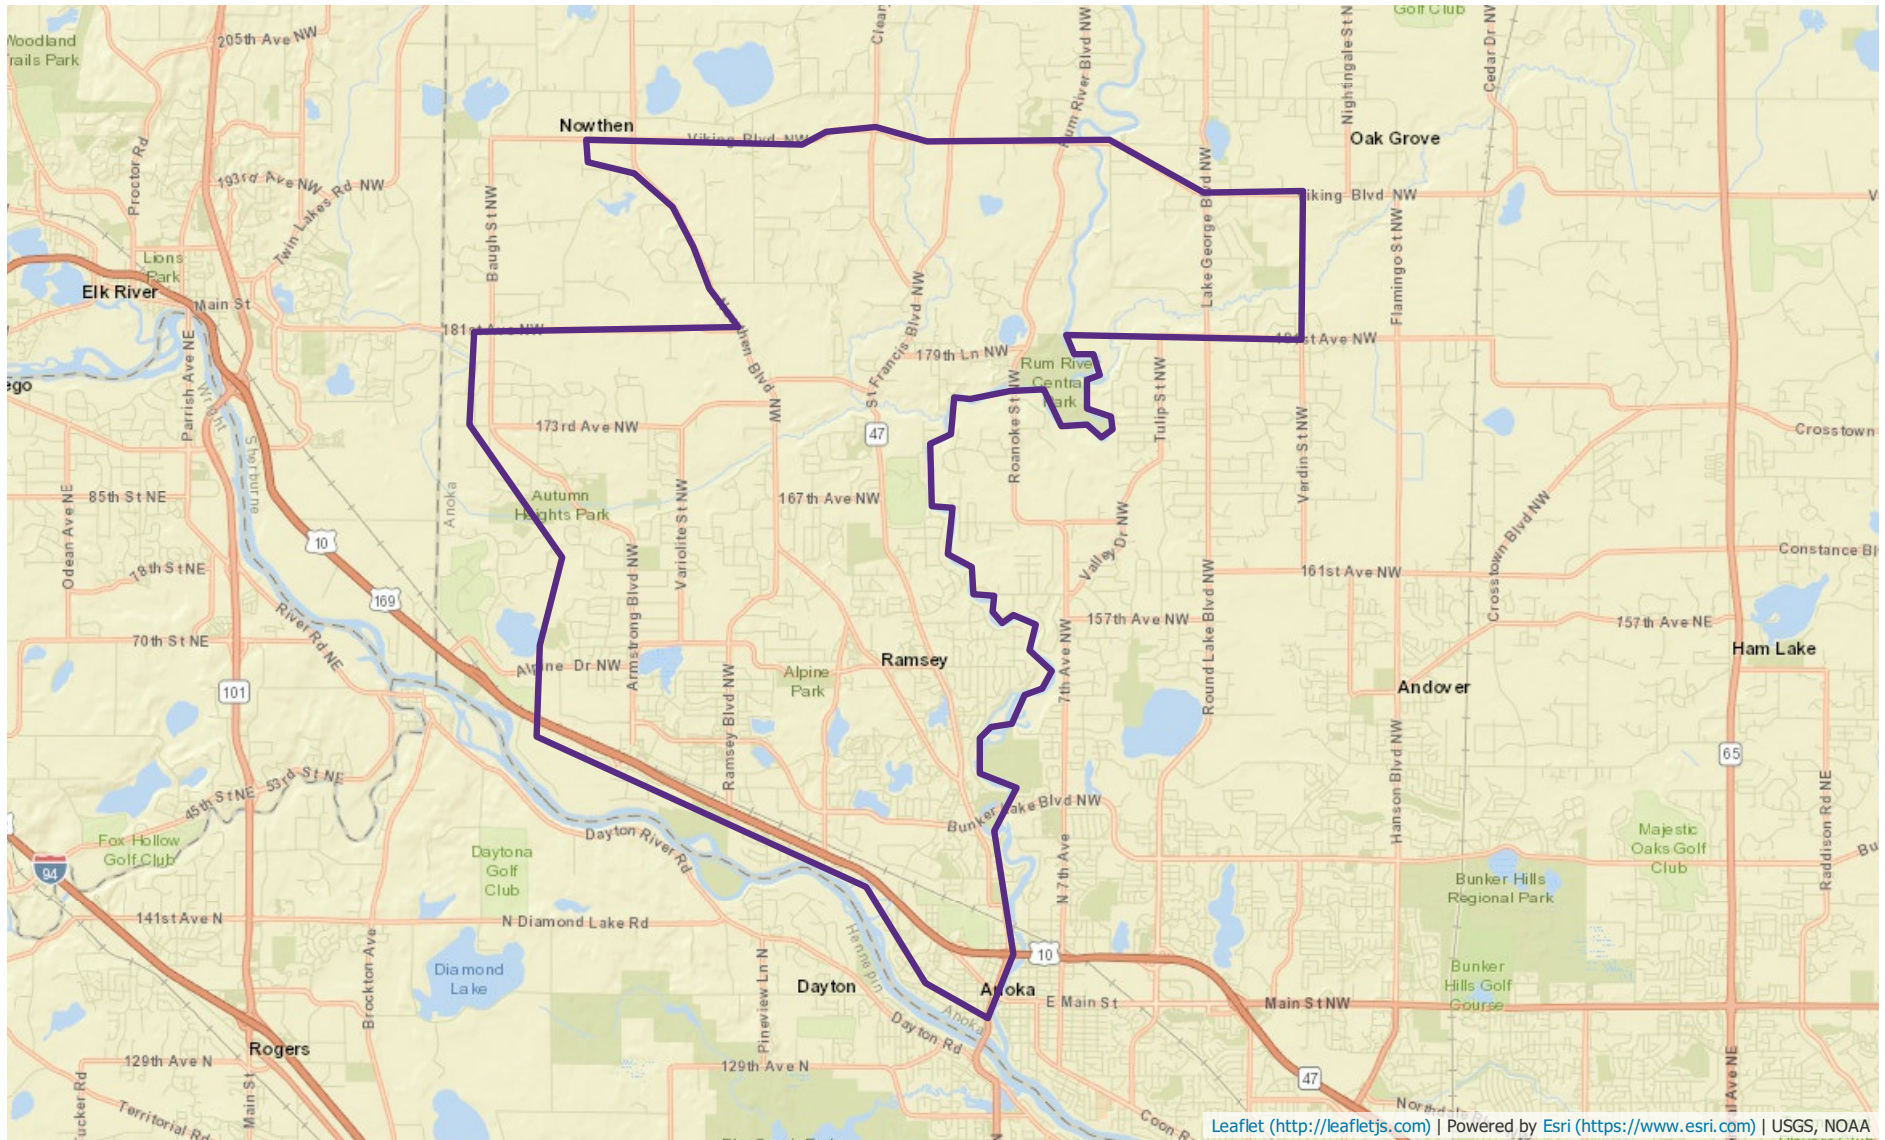 Golf Club
205th Ave NW
Woodland
Trails Park
Clear
Rum River Blvd NW
Nightingale St N
Cedar Dr NW
Nowthen
Viking Blvd NW
Oak Grove
Proctor Rd
193rd Ave NW
Twin Lakes Rd NW
Baugh St NW
Lake George Blvd NW
Viking Blvd NW
V
Flamingo St NW
Lions
Park
Elk River
Main St
181st Ave NW
Nowthen Blvd NW
St Francis Blvd NW
179th Ln NW
181st Ave NW
Rum River
Central
Park
Roanoke St NW
Tulip St NW
Verdin St NW
ego
Parrish Ave NE
Wright
Sherburne
173rd Ave NW
47
Crosstown
Odean Ave NE
85th St NE
Anoka
Autumn
Heights Park
Variolite St NW
167th Ave NW
Valley Dr NW
Crosstown Blvd NW
10
78th St NE
Armstrong Blvd NW
161st Ave NW
Constance Bl
169
River Rd NE
70th St NE
157th Ave NW
157th Ave NE
Alpine Dr NW
Ramsey
Ham Lake
Alpine
Park
7th Ave NW
Round Lake Blvd NW
Andover
101
Ramsey Blvd NW
Hanson Blvd NW
65
45th St NE
53rd St NE
Bunker Lake Blvd NW
Raddison Rd NE
Fox Hollow
Golf Club
Dayton River Rd
Majestic
Oaks Golf
Club
Bu
94
Daytona
Golf
Club
N 7th Ave
Bunker Hills
Regional Park
141st Ave N
N Diamond Lake Rd
Hennepin
10
Brockton Ave
Diamond
Lake
Pineview Ln N
Dayton
Anoka
E Main St
Bunker
Hills Golf
Course
Main St NW
Anoka
Dayton Rd
Rogers
129th Ave N
129th Ave N
47
Tucker Rd
Main St
Territorial Rd
Coon R
Northdale
al Ave NE
N
Leaflet (http://leafletjs.com) | Powered by Esri (https://www.esri.com) | USGS, NOAA